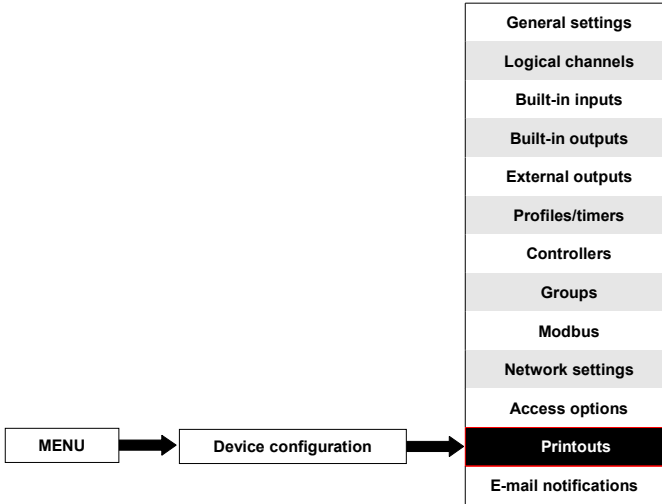 General settings
Logical channels
Built-in inputs
Built-in outputs
External outputs
Profiles/timers
Controllers
Groups
Modbus
Network settings
Access options
MENU
Device configuration
Printouts
E-mail notifications